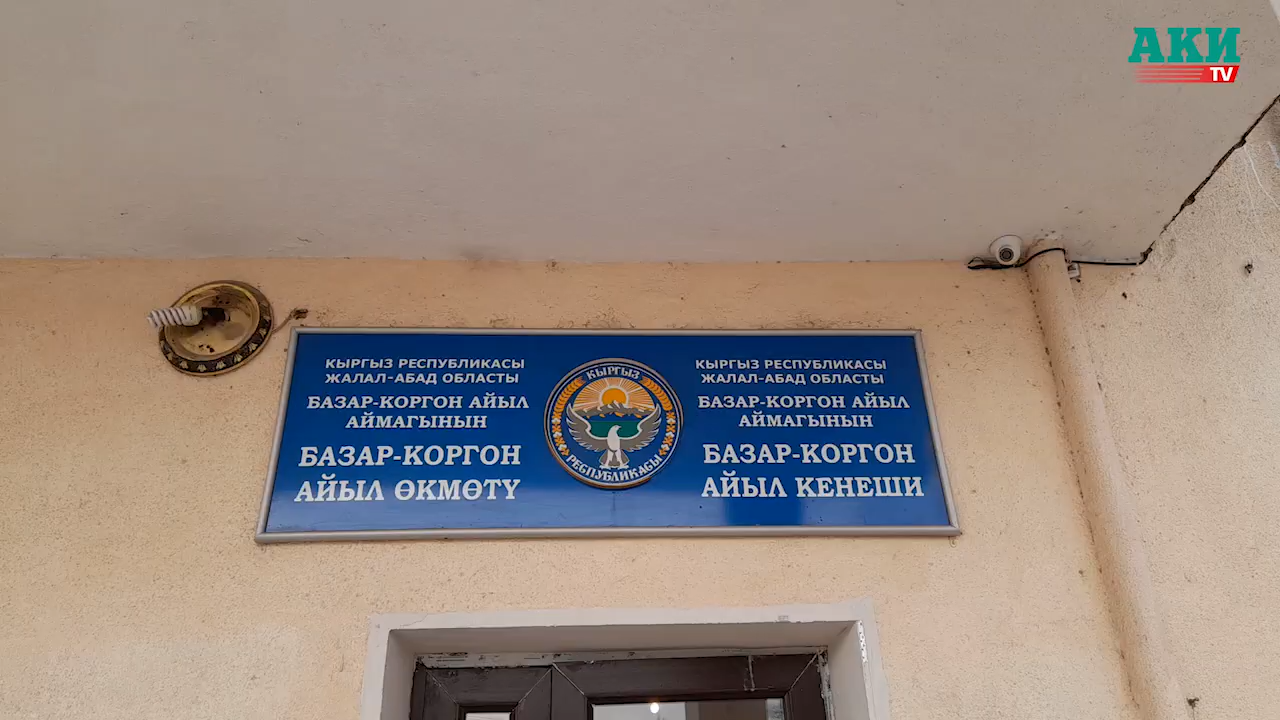 АКИ
TV
КЫРГЫЗ РЕСПУБЛИКАСЫ
ЖАЛАЛ-АБАД ОБЛАСТЫ
БАЗАР-КОРГОН АЙЫЛ
АЙМАГЫНЫН
БАЗАР-КОРГОН
АЙЫЛ ӨКМӨТҮ
КЫРГЫЗ
РЕСПУБЛИКАСЫ
КЫРГЫЗ РЕСПУБЛИКАСЫ
ЖАЛАЛ-АБАД ОБЛАСТЫ
БАЗАР-КОРГОН АЙЫЛ
АЙМАГЫНЫН
БАЗАР-КОРГОН
АЙЫЛ КЕНЕШИ